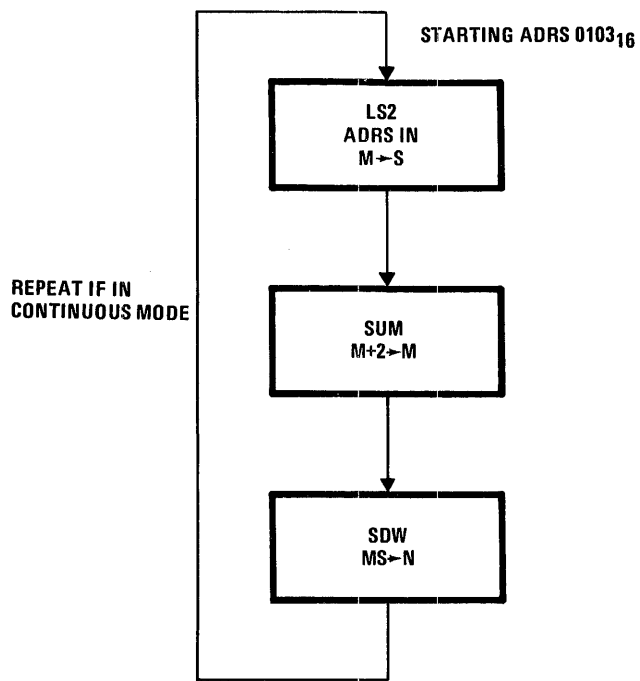 STARTING ADRS 0103₁₆
LS2
ADRS IN
M→S
REPEAT IF IN
CONTINUOUS MODE
SUM
M+2→M
SDW
MS→N